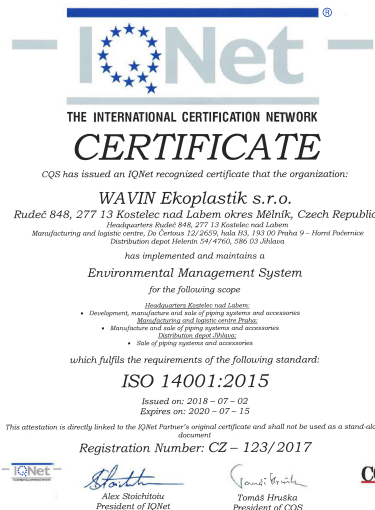 IQNet ®
THE INTERNATIONAL CERTIFICATION NETWORK
CERTIFICATE
CQS has issued an IQNet recognized certificate that the organization:
WAVIN Ekoplastik s.r.o.
Rudeč 848, 277 13 Kostelec nad Labem okres Mělník, Czech Republic
Headquarters Rudeč 848, 277 13 Kostelec nad Labem
Manufacturing and logistic centre, Do Čertous 12/2659, hala B3, 193 00 Praha 9 – Horní Počernice
Distribution depot Helenín 54/4760, 586 03 Jihlava
has implemented and maintains a
Environmental Management System
for the following scope
Headquarters Kostelec nad Labem:
• Development, manufacture and sale of piping systems and accessories
Manufacturing and logistic centre Praha:
• Manufacture and sale of piping systems and accessories
Distribution depot Jihlava:
• Sale of piping systems and accessories
which fulfils the requirements of the following standard:
ISO 14001:2015
Issued on: 2018 – 07 – 02
Expires on: 2020 – 07 – 15
This attestation is directly linked to the IQNet Partner's original certificate and shall not be used as a stand-alo
document
Registration Number: CZ – 123/2017
IQNet
Alex Stoichitoiu
President of IQNet
Tomáš Hruška
President of CQS